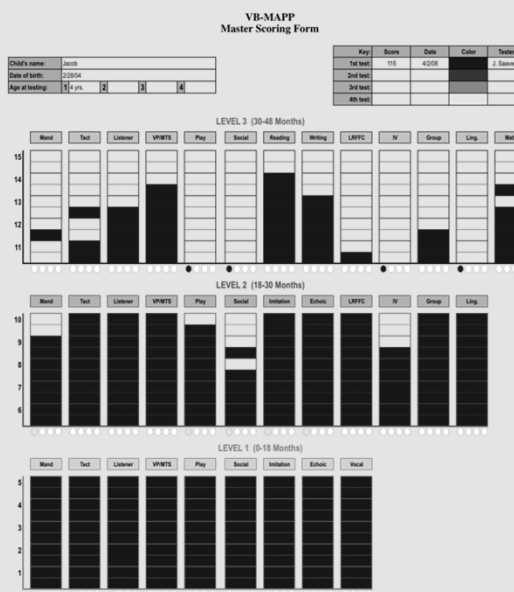 VB-MAPP
Master Scoring Form
Key: Score Date Color Tester
Child's name: Jacob
1st test: 115 4/2/08 J. Saave
Date of birth: 2/28/04
2nd test:
Age at testing: 1 4 yrs. 2 3 4
3rd test:
4th test:
LEVEL 3 (30-48 Months)
Mand Tact Listener VP/MTS Play Social Reading Writing LRFFC IV Group Ling. Mat
15
14
13
12
11
LEVEL 2 (18-30 Months)
Mand Tact Listener VP/MTS Play Social Imitation Echoic LRFFC IV Group Ling.
10
9
8
7
6
LEVEL 1 (0-18 Months)
Mand Tact Listener VP/MTS Play Social Imitation Echoic Vocal
5
4
3
2
1